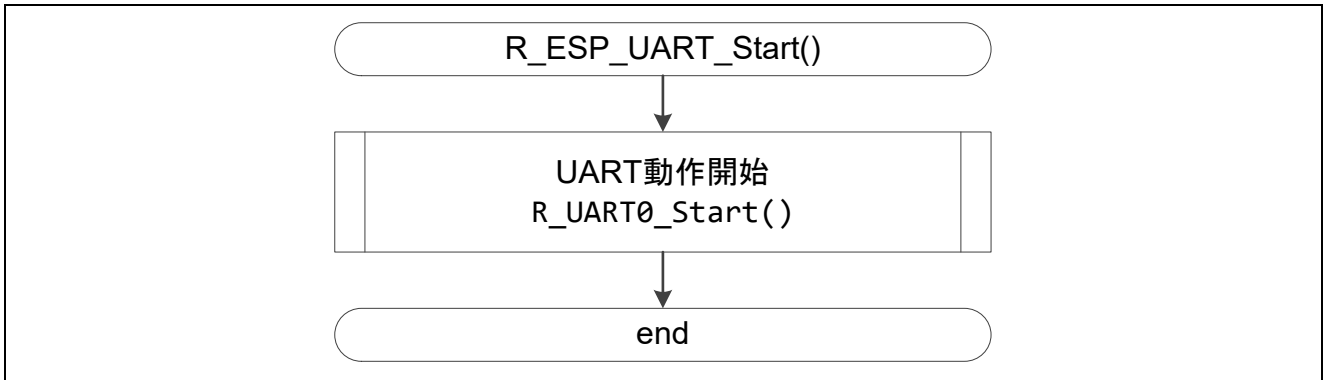 R_ESP_UART_Start()
UART動作開始
R_UART0_Start()
end